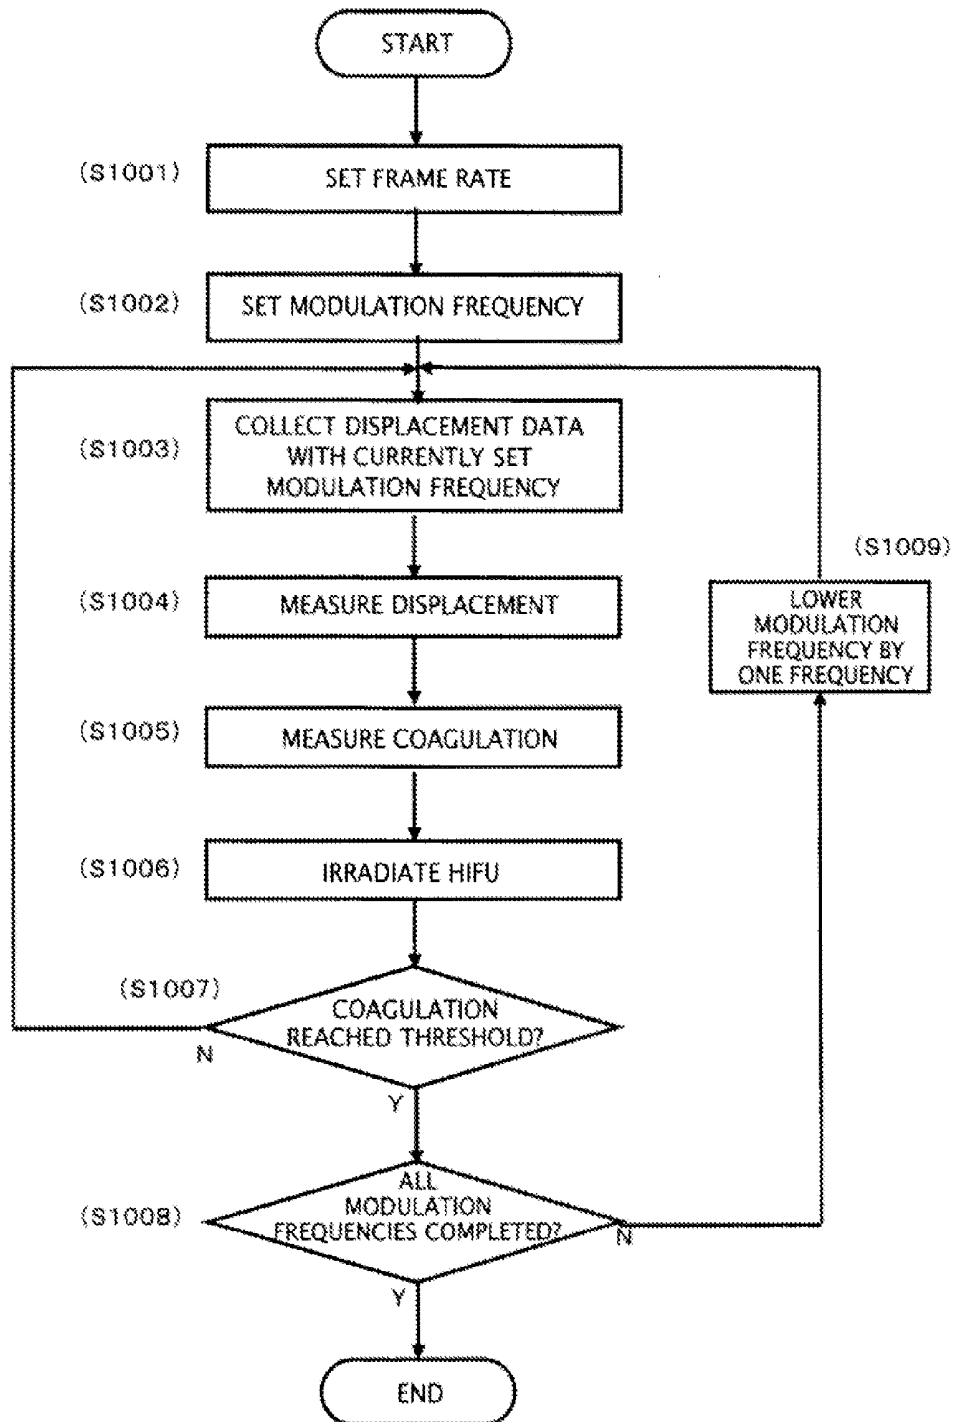 START
(S1001)
SET FRAME RATE
(S1002)
SET MODULATION FREQUENCY
(S1003)
COLLECT DISPLACEMENT DATA
WITH CURRENTLY SET
MODULATION FREQUENCY
(S1009)
LOWER
MODULATION
FREQUENCY BY
ONE FREQUENCY
(S1004)
MEASURE DISPLACEMENT
(S1005)
MEASURE COAGULATION
(S1006)
IRRADIATE HIFU
(S1007)
COAGULATION
REACHED THRESHOLD?
N
Y
(S1008)
ALL
MODULATION
FREQUENCIES COMPLETED?
N
Y
END